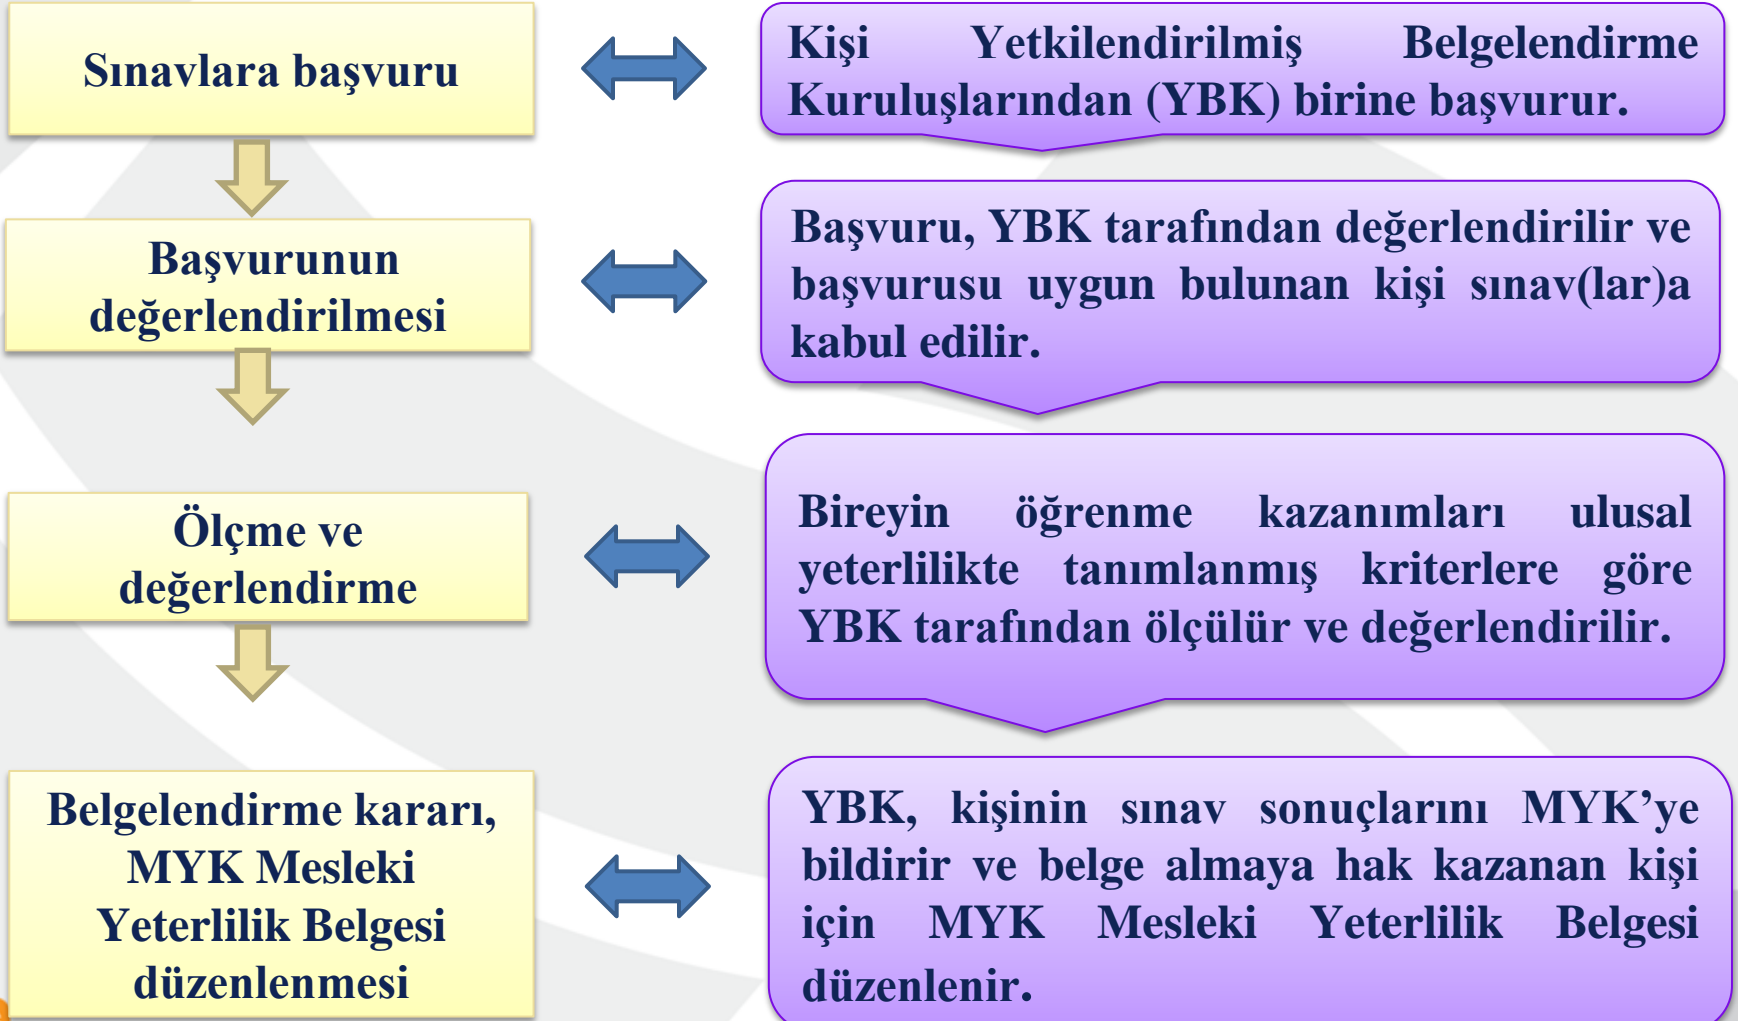 Sınavlara başvuru
Kişi Yetkilendirilmiş Belgelendirme
Kuruluşlarından (YBK) birine başvurur.
Başvurunun
değerlendirilmesi
Başvuru, YBK tarafından değerlendirilir ve
başvurusu uygun bulunan kişi sınav(lar)a
kabul edilir.
Ölçme ve
değerlendirme
Bireyin öğrenme kazanımları ulusal
yeterlilikte tanımlanmış kriterlere göre
YBK tarafından ölçülür ve değerlendirilir.
Belgelendirme kararı,
MYK Mesleki
Yeterlilik Belgesi
düzenlenmesi
YBK, kişinin sınav sonuçlarını MYK’ye
bildirir ve belge almaya hak kazanan kişi
için MYK Mesleki Yeterlilik Belgesi
düzenlenir.